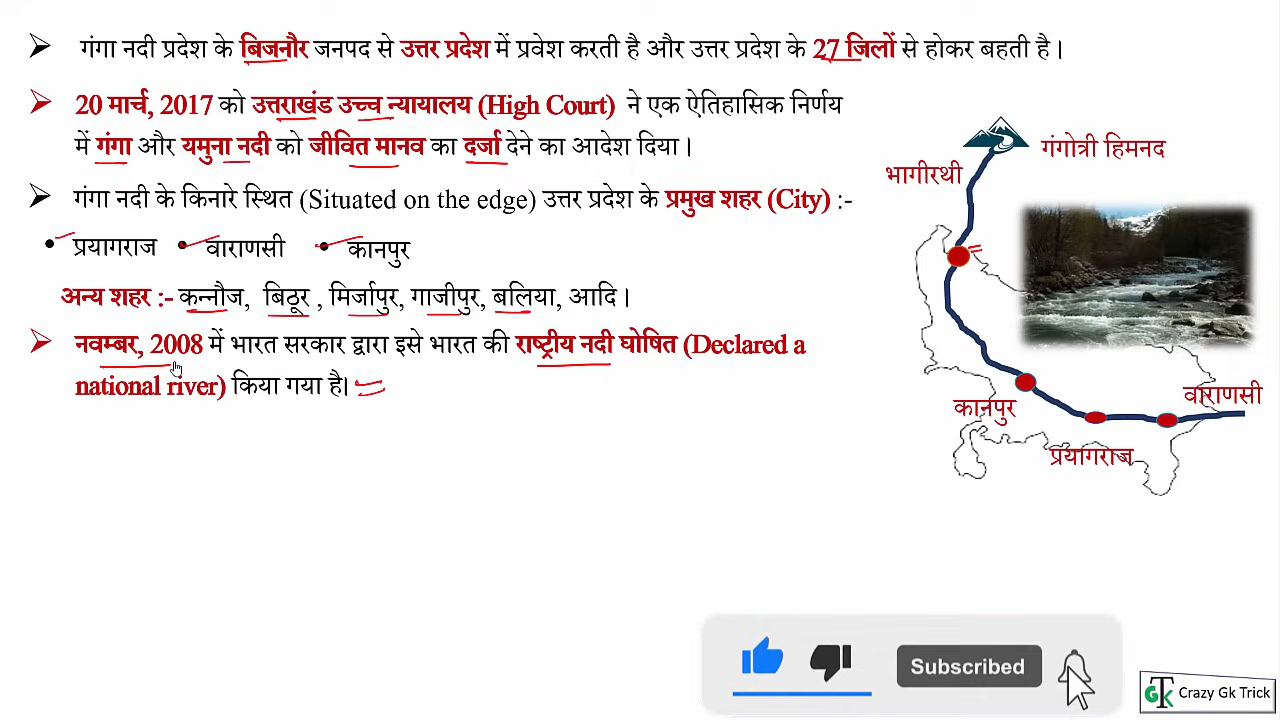 गंगा नदी प्रदेश के बिजनौर जनपद से उत्तर प्रदेश में प्रवेश करती है और उत्तर प्रदेश के 27 जिलों से होकर बहती है।
20 मार्च, 2017 को उत्तराखंड उच्च न्यायालय (High Court) ने एक ऐतिहासिक निर्णय
में गंगा और यमुना नदी को जीवित मानव का दर्जा देने का आदेश दिया।
गंगा नदी के किनारे स्थित (Situated on the edge) उत्तर प्रदेश के प्रमुख शहर (City) :-
• प्रयागराज • वाराणसी • कानपुर
अन्य शहर :- कन्नौज, बिठूर , मिर्जापुर, गाजीपुर, बलिया, आदि।
नवम्बर, 2008 में भारत सरकार द्वारा इसे भारत की राष्ट्रीय नदी घोषित (Declared a
national river) किया गया है।
गंगोत्री हिमनद
भागीरथी
वाराणसी
कानपुर
प्रयागराज
Subscribed
GTK Crazy Gk Trick